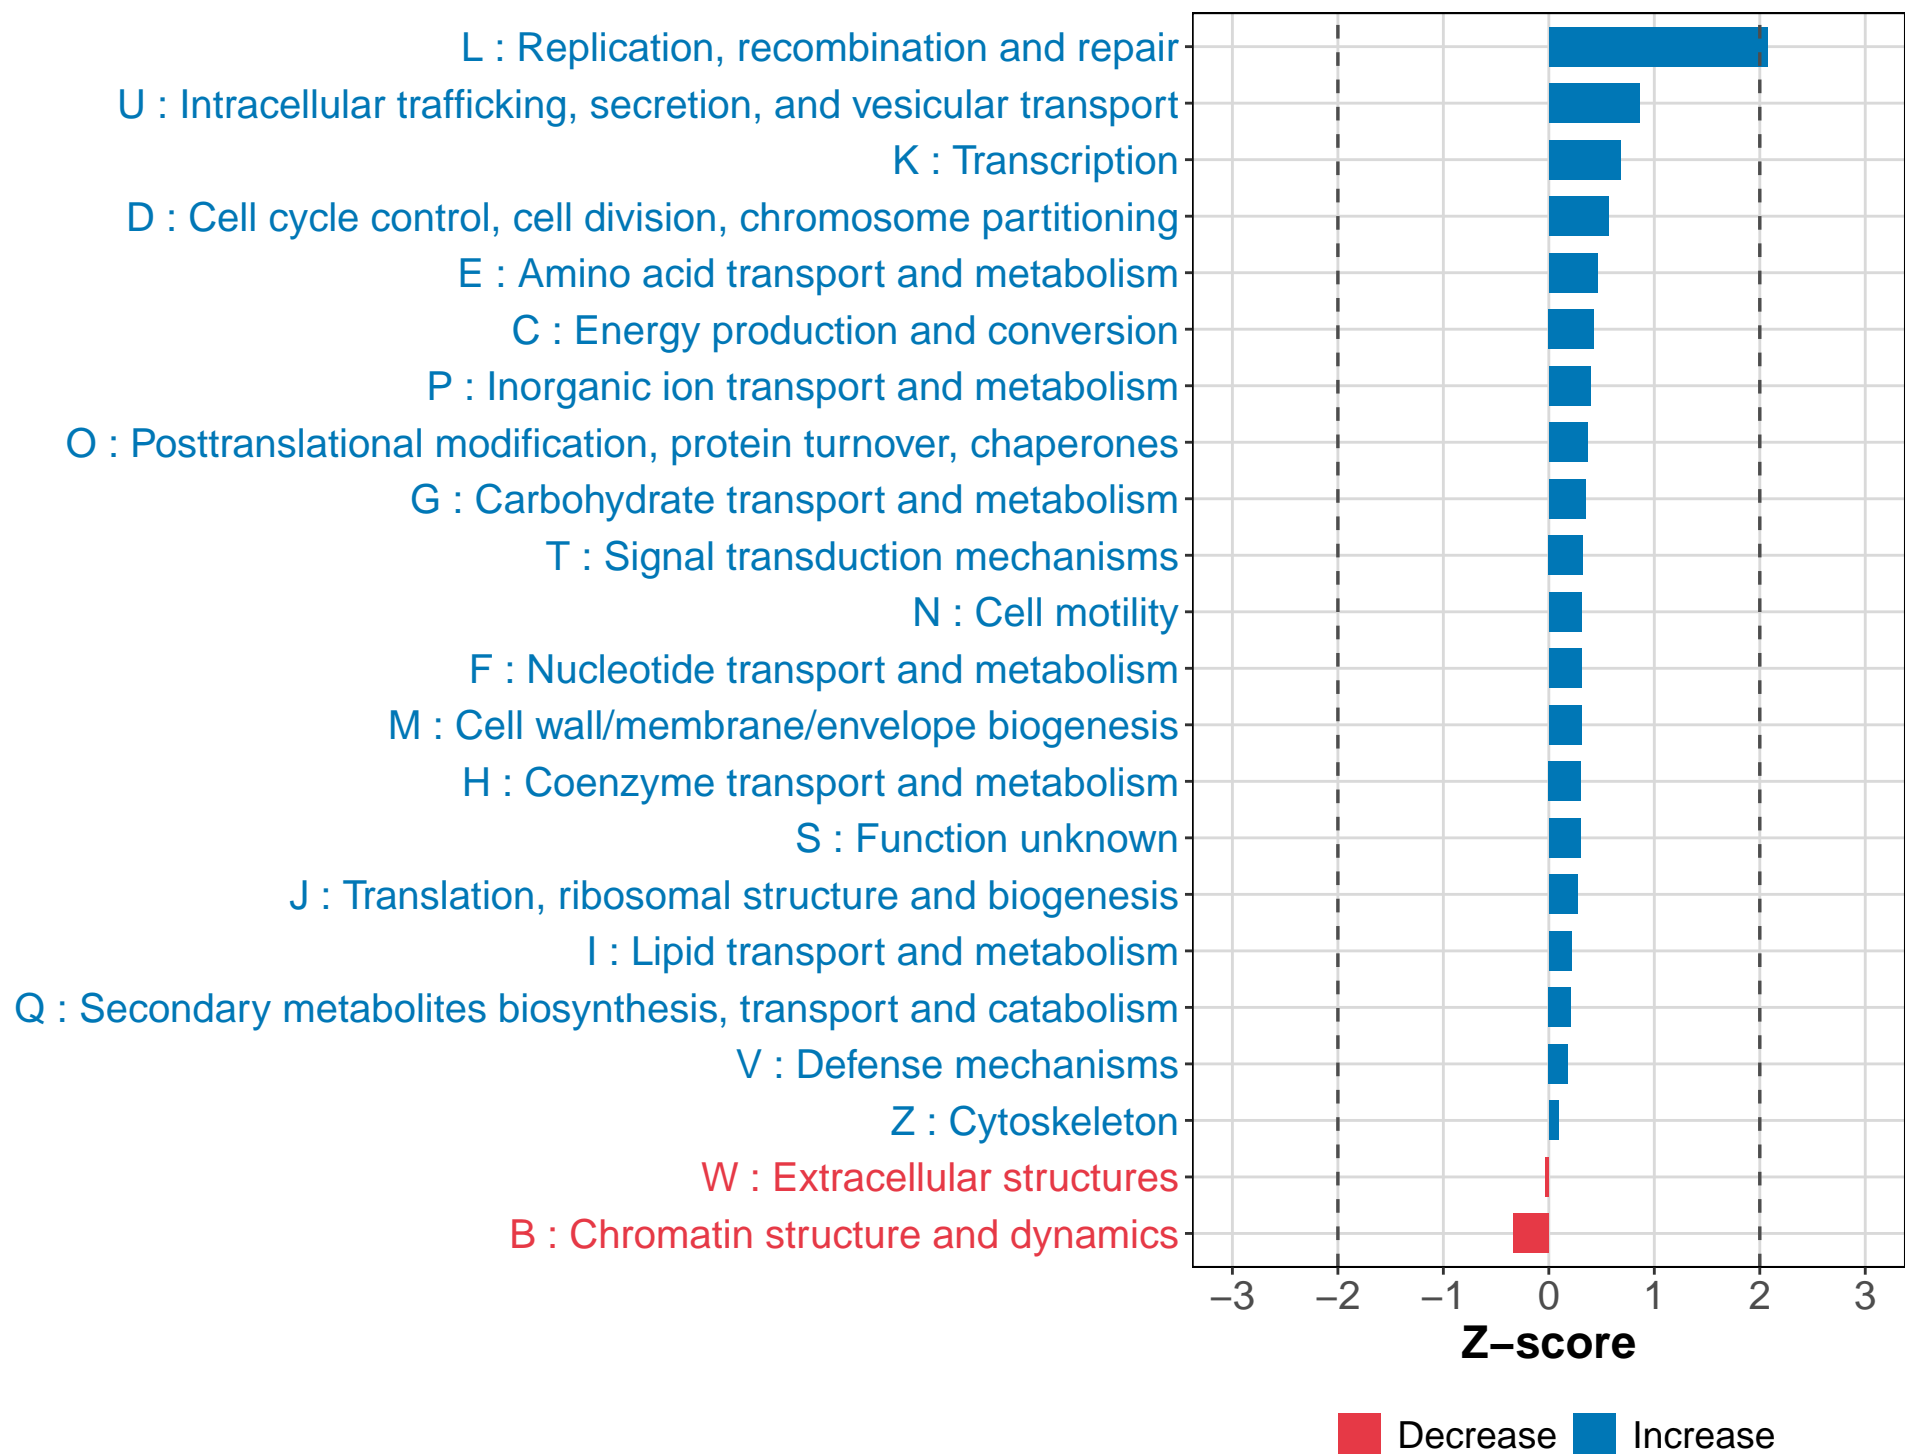 L : Replication, recombination and repair
U : Intracellular trafficking, secretion, and vesicular transport
K : Transcription
D : Cell cycle control, cell division, chromosome partitioning
E : Amino acid transport and metabolism
C : Energy production and conversion
P : Inorganic ion transport and metabolism
O : Posttranslational modification, protein turnover, chaperones
G : Carbohydrate transport and metabolism
T : Signal transduction mechanisms
N : Cell motility
F : Nucleotide transport and metabolism
M : Cell wall/membrane/envelope biogenesis
H : Coenzyme transport and metabolism
S : Function unknown
J : Translation, ribosomal structure and biogenesis
I : Lipid transport and metabolism
Q : Secondary metabolites biosynthesis, transport and catabolism
V : Defense mechanisms
Z : Cytoskeleton
W : Extracellular structures
B : Chromatin structure and dynamics
−3 −2 −1 0 1 2 3
Z−score
Decrease Increase